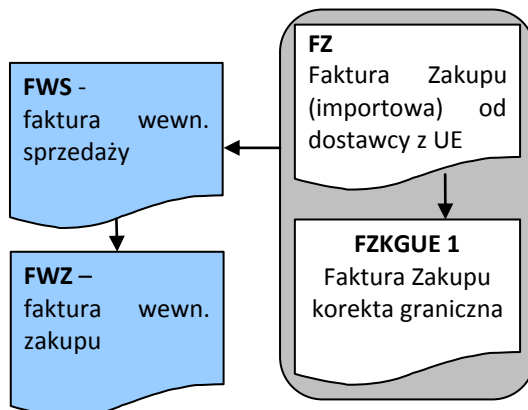 FWS -
faktura wewn.
sprzedaży
FZ
Faktura Zakupu
(importowa) od
dostawcy z UE
FWZ –
faktura wewn.
zakupu
FZKGUE 1
Faktura Zakupu
korekta graniczna